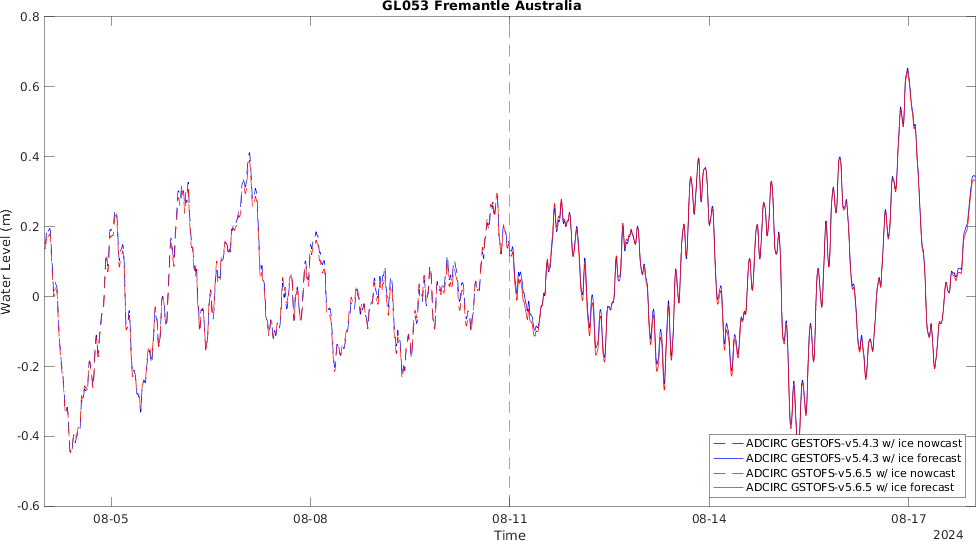 GL053 Fremantle Australia
0.8
0.6
0.4
0.2
0
-0.2
-0.4
-0.6
Water Level (m)
ADCIRC GESTOFS-v5.4.3 w/ ice nowcast
ADCIRC GESTOFS-v5.4.3 w/ ice forecast
ADCIRC GSTOFS-v5.6.5 w/ ice nowcast
ADCIRC GSTOFS-v5.6.5 w/ ice forecast
08-05 08-08 08-11 08-14 08-17
Time
2024